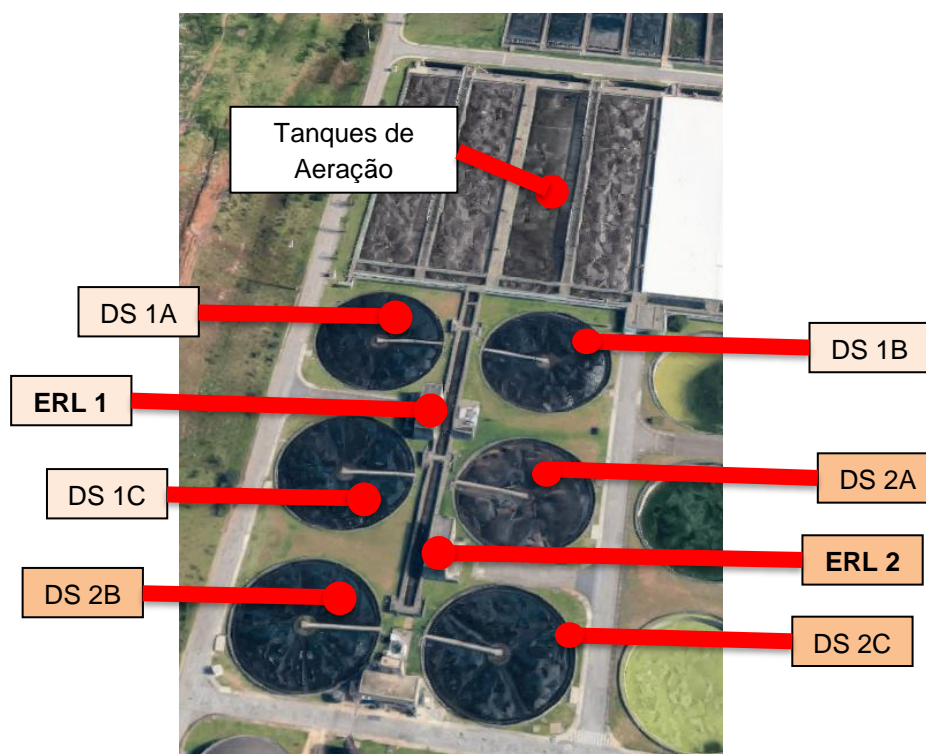 Tanques de
Aeração
DS 1A
DS 1B
ERL 1
DS 2A
DS 1C
ERL 2
DS 2B
DS 2C